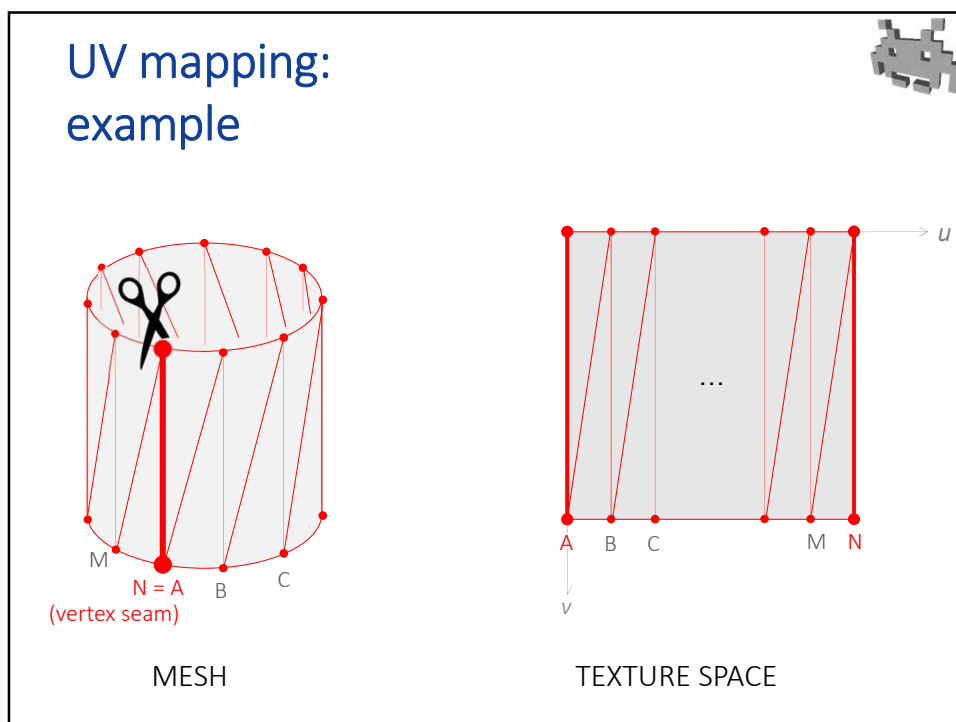 UV mapping:
example
M
N = A
(vertex seam)
B
C
MESH
u
...
A
B
C
M
N
v
TEXTURE SPACE